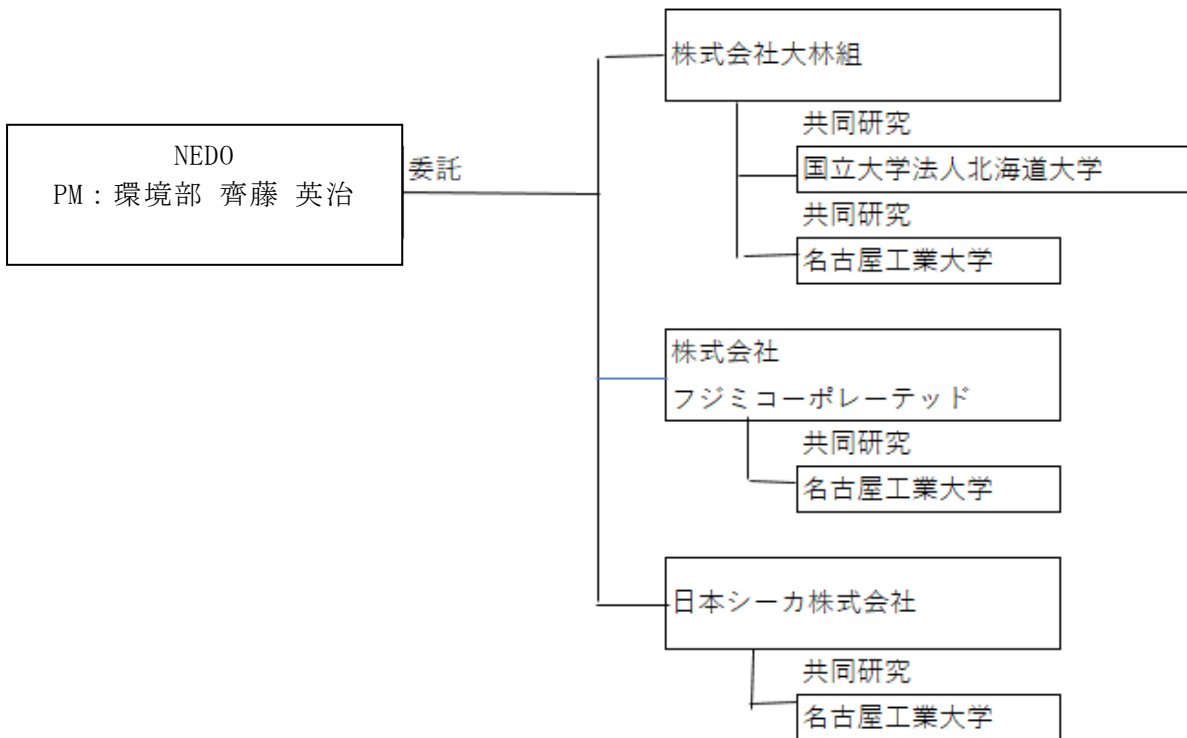 NEDO
PM：環境部 齊藤 英治
委託
株式会社大林組
共同研究
国立大学法人北海道大学
共同研究
名古屋工業大学
株式会社
フジミコーポレーテッド
共同研究
名古屋工業大学
日本シーカ株式会社
共同研究
名古屋工業大学